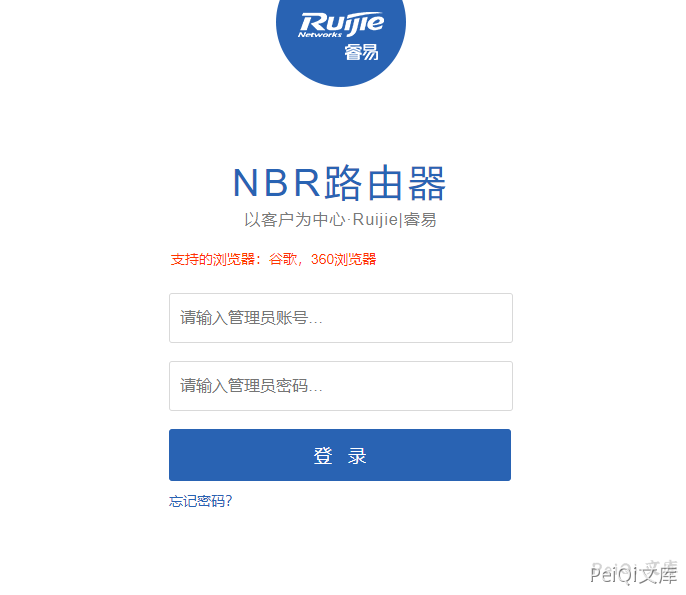 Ruijie
Networks
睿易
NBR路由器
以客户为中心·Ruijie|睿易
支持的浏览器：谷歌，360浏览器
请输入管理员账号...
请输入管理员密码...
登 录
忘记密码?
PeiQi 文库
PeiQi文库